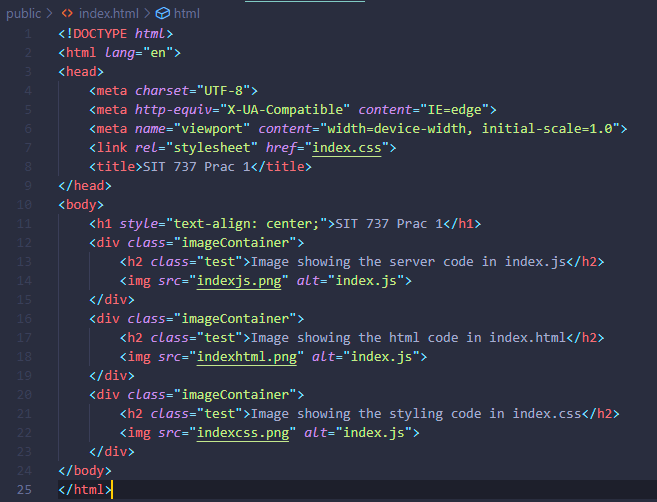 public > index.html > html
1 <!DOCTYPE html>
2 <html lang="en">
3 <head>
4 <meta charset="UTF-8">
5 <meta http-equiv="X-UA-Compatible" content="IE=edge">
6 <meta name="viewport" content="width=device-width, initial-scale=1.0">
7 <link rel="stylesheet" href="index.css">
8 <title>SIT 737 Prac 1</title>
9 </head>
10 <body>
11 <h1 style="text-align: center;">SIT 737 Prac 1</h1>
12 <div class="imageContainer">
13 <h2 class="test">Image showing the server code in index.js</h2>
14 <img src="indexjs.png" alt="index.js">
15 </div>
16 <div class="imageContainer">
17 <h2 class="test">Image showing the html code in index.html</h2>
18 <img src="indexhtml.png" alt="index.js">
19 </div>
20 <div class="imageContainer">
21 <h2 class="test">Image showing the styling code in index.css</h2>
22 <img src="indexcss.png" alt="index.js">
23 </div>
24 </body>
25 </html>